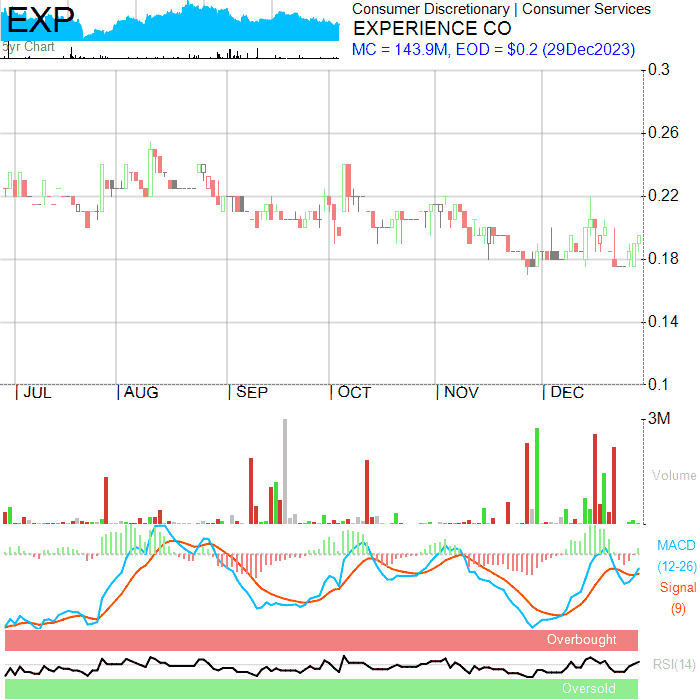 EXP
5yr Chart
Consumer Discretionary | Consumer Services
EXPERIENCE CO
MC = 143.9M, EOD = $0.2 (29Dec2023)
0.3
0.26
0.22
0.18
0.14
0.1
| JUL | AUG | SEP | OCT | NOV | DEC
3M
Volume
MACD
(12-26)
Signal
(9)
Overbought
RSI(14)
Oversold